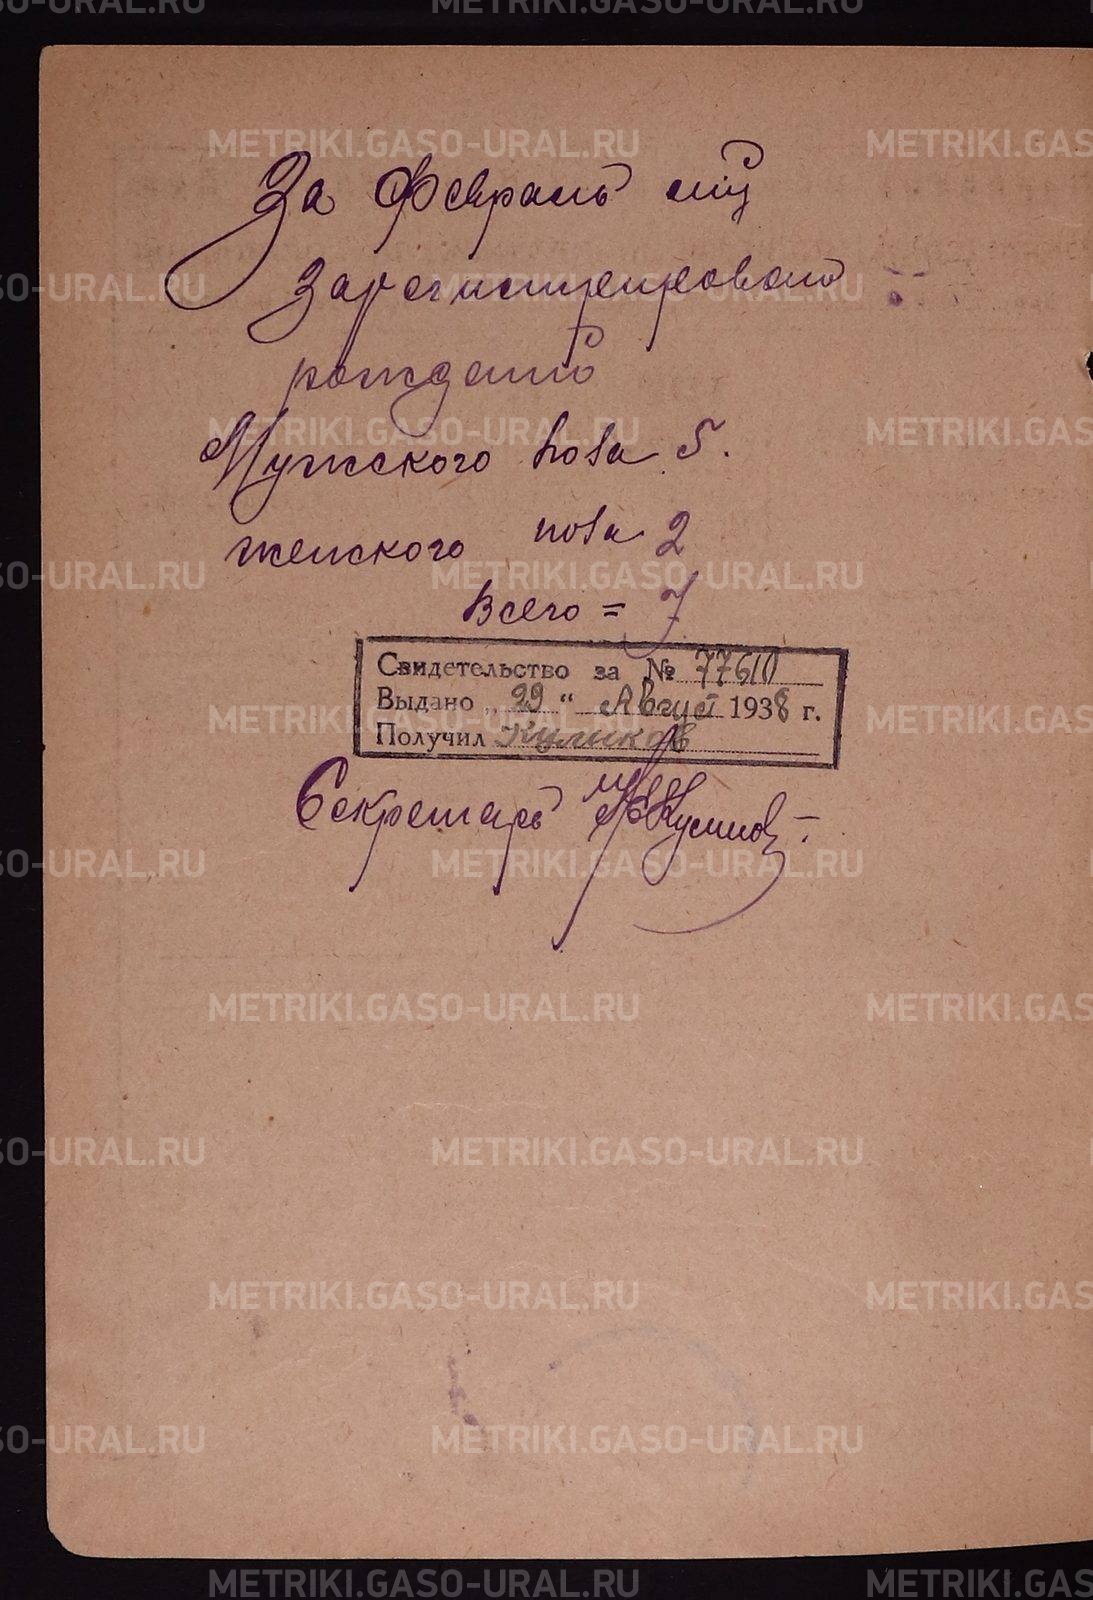 За февраль м-ц
зарегистрировано
рождений
Мужского пола 5.
женского пола 2
Всего = 7
Свидетельство за № 77610
Выдано „29“ Август 1938 г.
Получил Куликов
Секретарь
METRIKI.GASO-URAL.RU